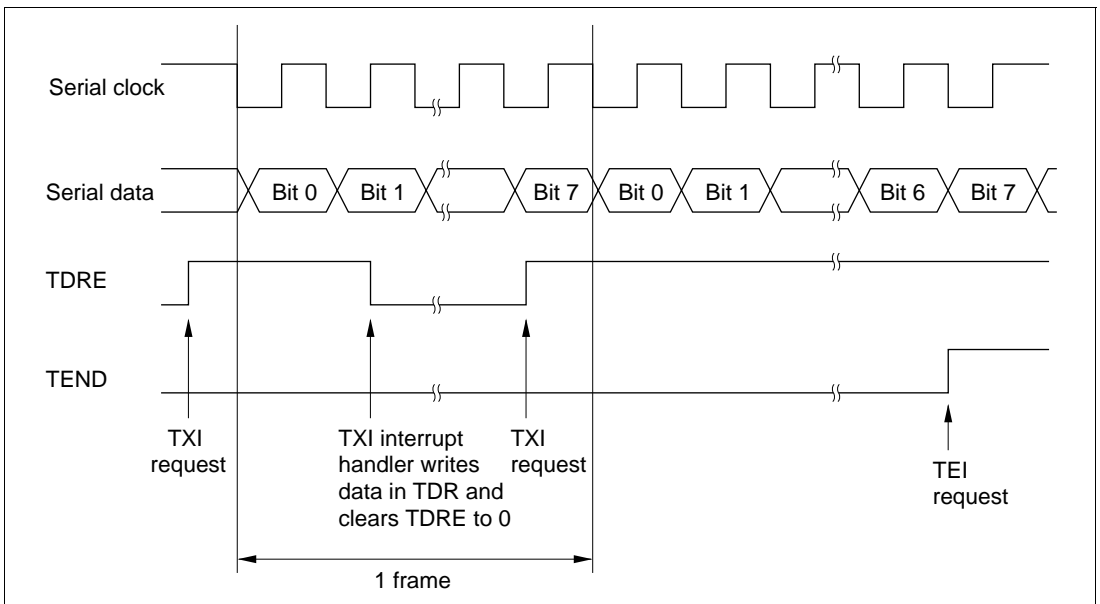 Serial clock
Serial data
Bit 0 Bit 1 Bit 7 Bit 0 Bit 1 Bit 6 Bit 7
TDRE
TEND
TXI
request
TXI interrupt
handler writes
data in TDR and
clears TDRE to 0
TXI
request
TEI
request
1 frame